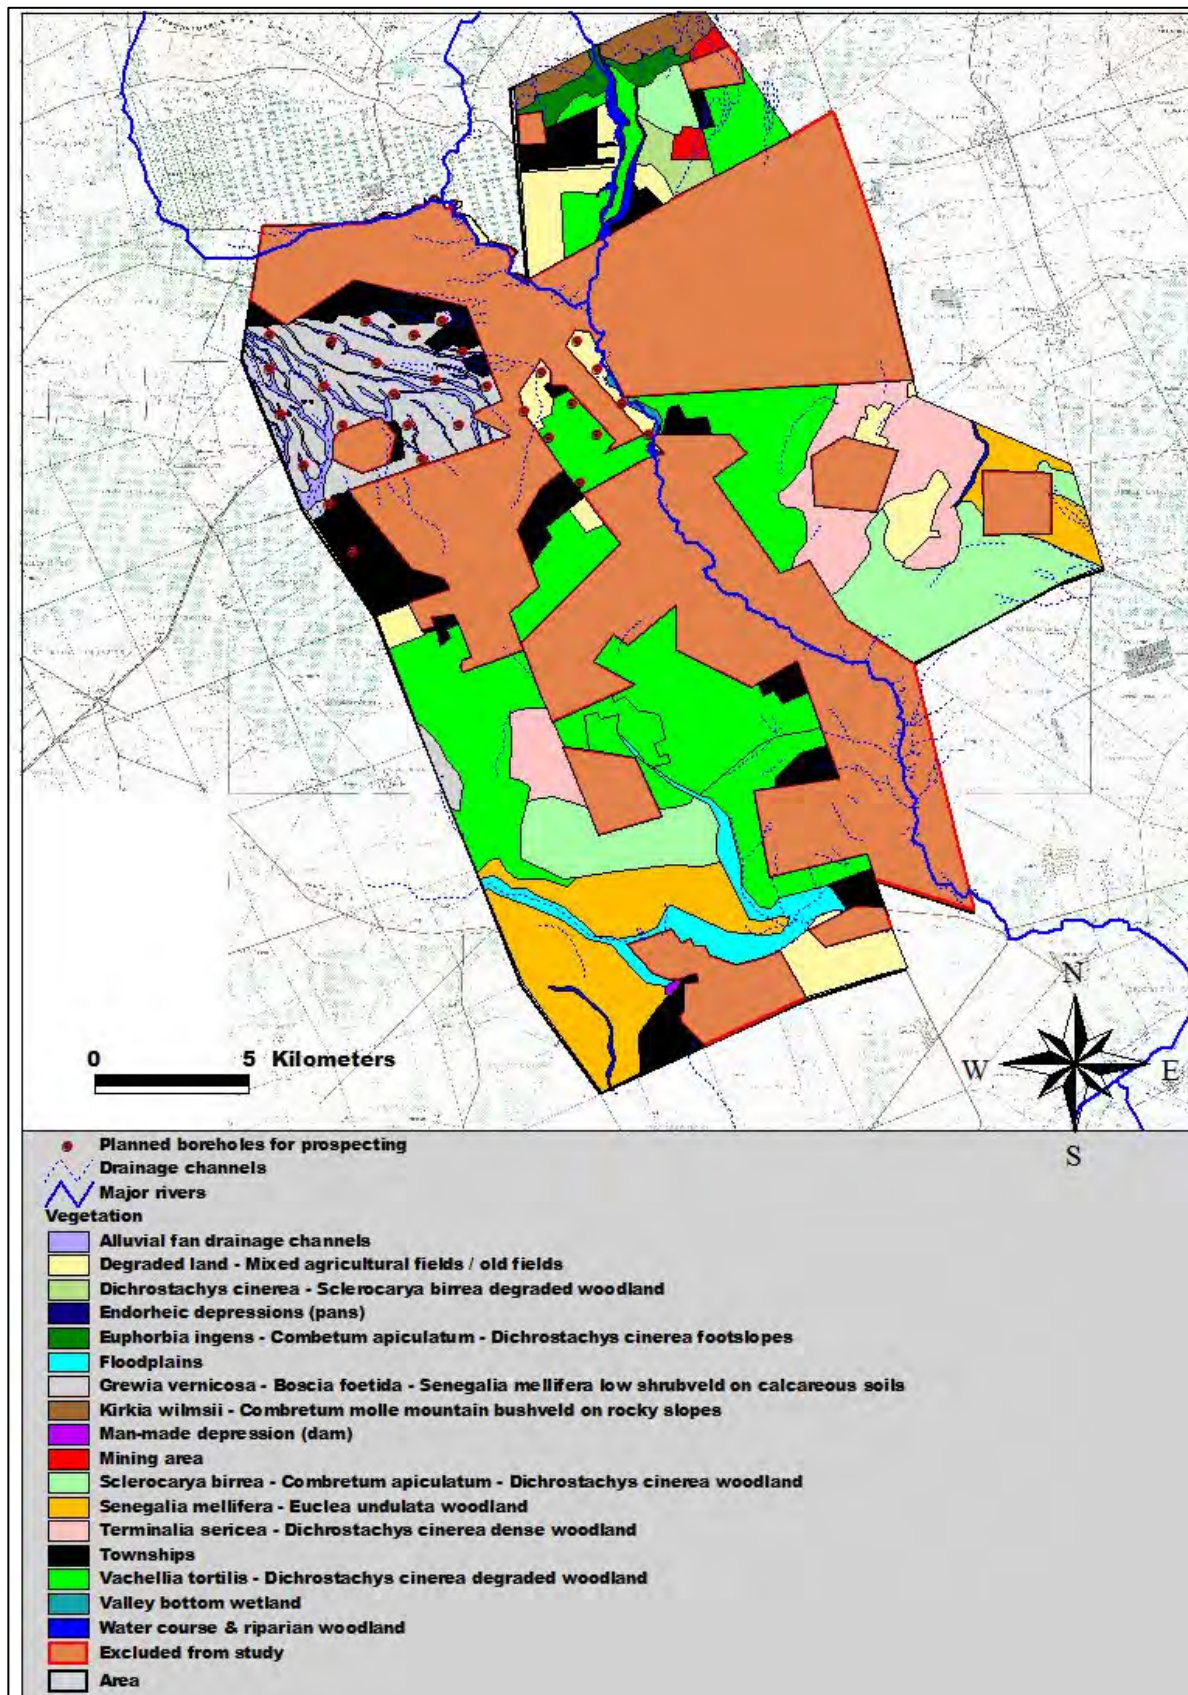 N
0 5 Kilometers
W E
S
Planned boreholes for prospecting
Drainage channels
Major rivers
Vegetation
Alluvial fan drainage channels
Degraded land - Mixed agricultural fields / old fields
Dichrostachys cinerea - Sclerocarya birrea degraded woodland
Endorheic depressions (pans)
Euphorbia ingens - Combetum apiculatum - Dichrostachys cinerea footslopes
Floodplains
Grewia vernicosa - Boscia foetida - Senegalia mellifera low shrubveld on calcareous soils
Kirkia wilmsii - Combretum molle mountain bushveld on rocky slopes
Man-made depression (dam)
Mining area
Sclerocarya birrea - Combretum apiculatum - Dichrostachys cinerea woodland
Senegalia mellifera - Euclea undulata woodland
Terminalia sericea - Dichrostachys cinerea dense woodland
Townships
Vachellia tortilis - Dichrostachys cinerea degraded woodland
Valley bottom wetland
Water course & riparian woodland
Excluded from study
Area